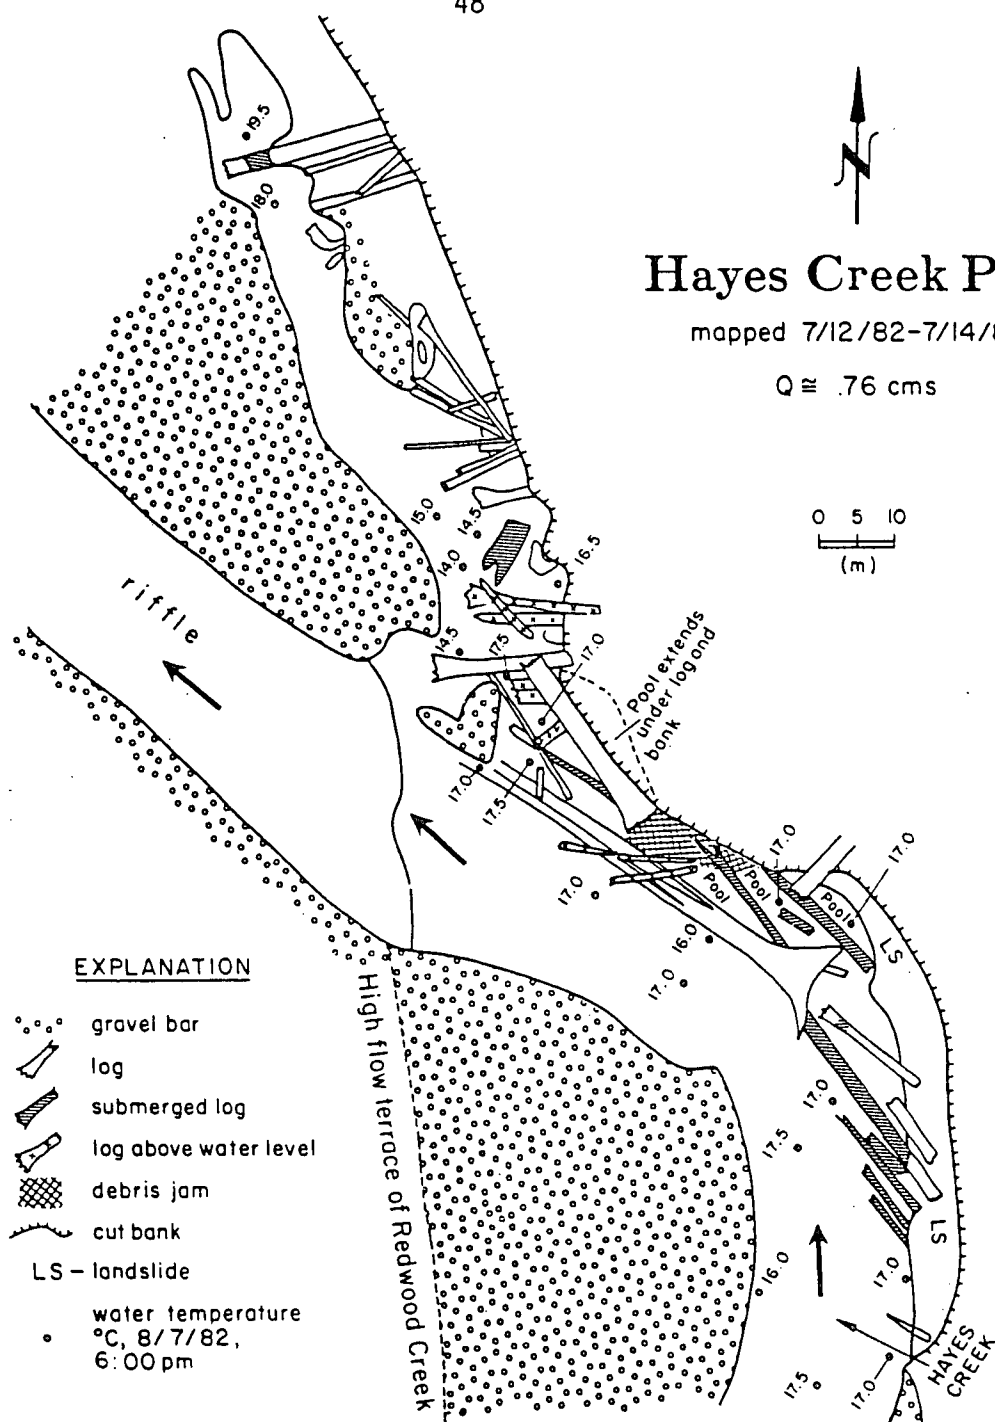 48
19.5
18.0
Hayes Creek P
mapped 7/12/82-7/14/8
Q ≅ .76 cms
0 5 10
(m)
15.0
14.5
14.0
16.5
riffle
14.5
17.5
17.0
Pool extends
under log and
bank
17.0
17.5
17.0
17.0
17.0
Pool
Pool
Pool
LS
16.0
17.0
17.0
17.5
LS
16.0
17.0
17.5
17.0
HAYES
CREEK
High flow terrace of Redwood Creek
EXPLANATION
gravel bar
log
submerged log
log above water level
debris jam
cut bank
LS - landslide
water temperature
°C, 8/7/82,
6:00 pm